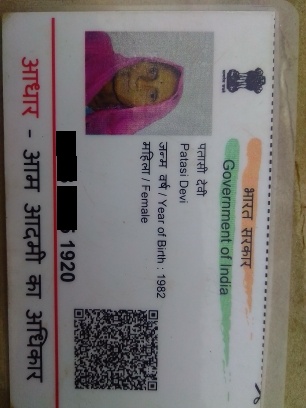 भारत सरकार
Government of India
पतासी देवी
Patasi Devi
जन्म वर्ष / Year of Birth : 1982
महिला / Female
1920
आधार - आम आदमी का अधिकार